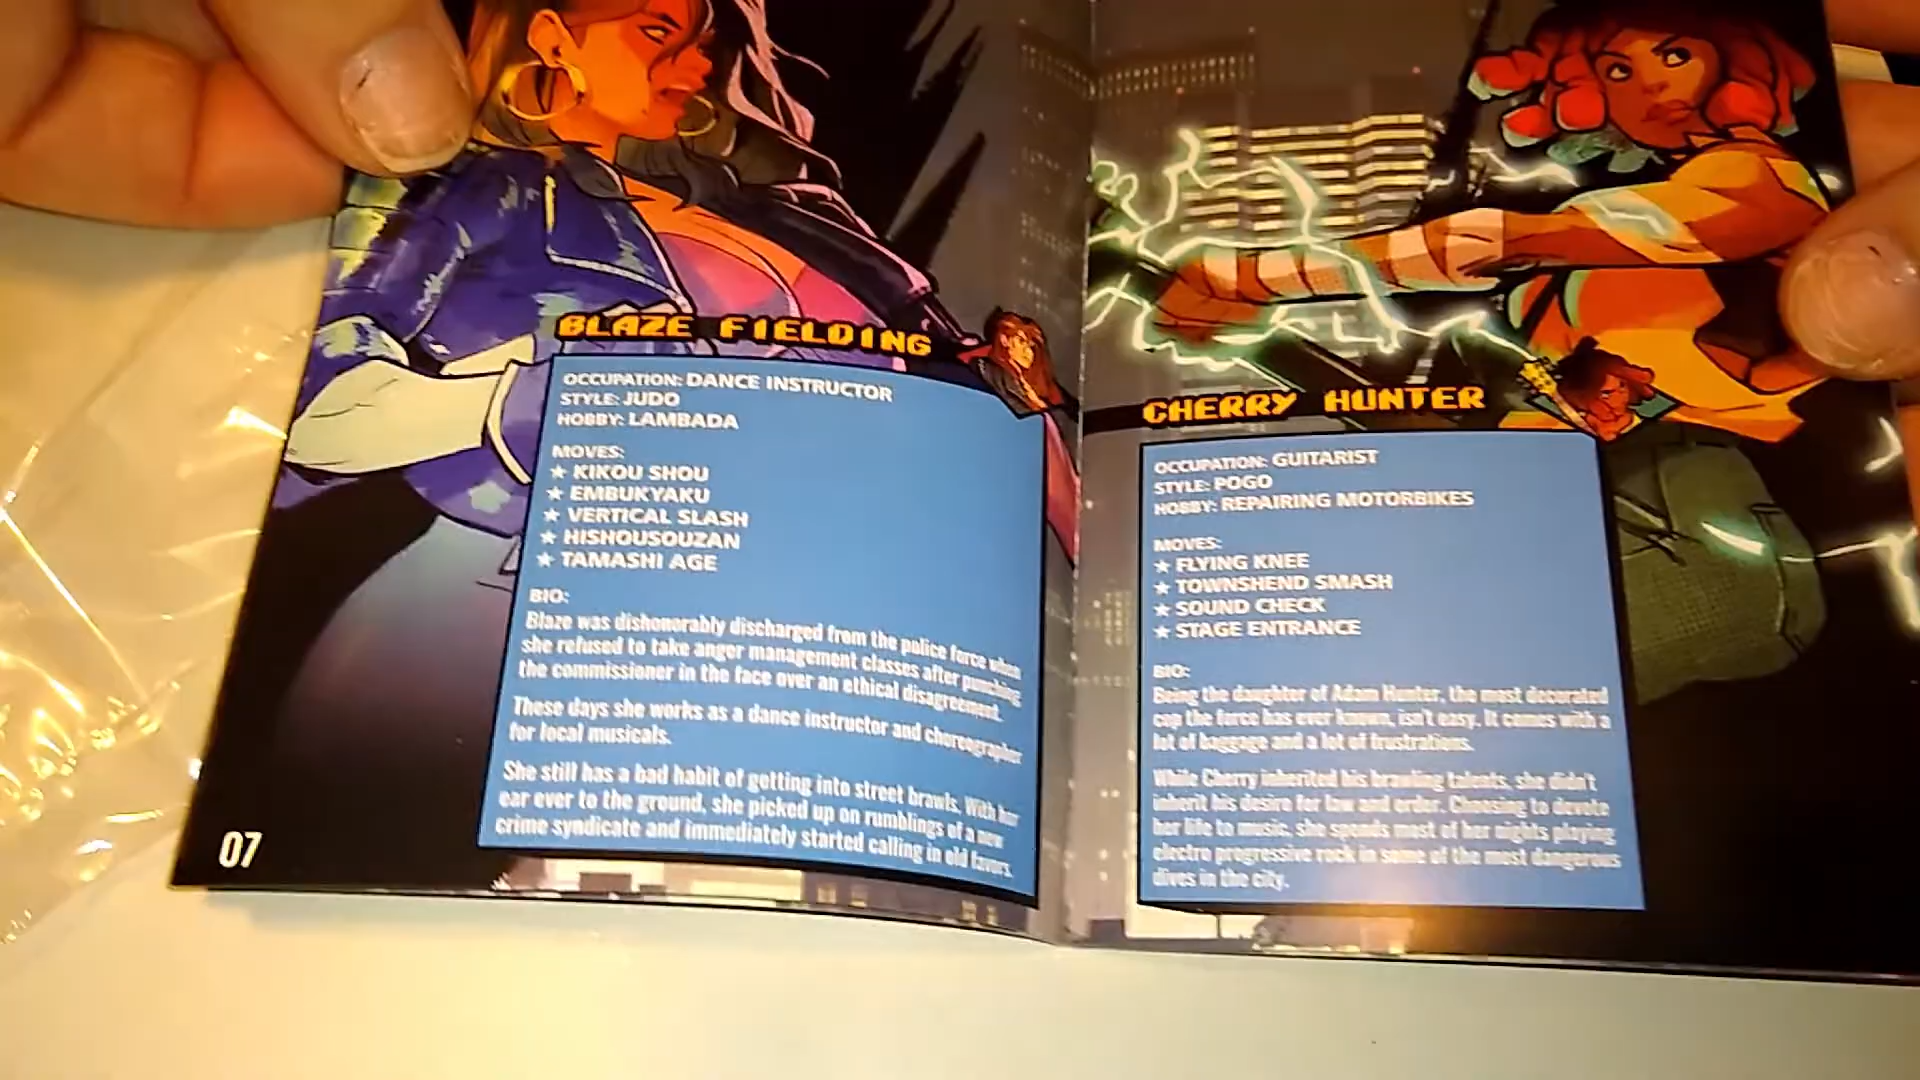 BLAZE FIELDING
OCCUPATION: DANCE INSTRUCTOR
STYLE: JUDO
HOBBY: LAMBADA
MOVES:
★ KIKOU SHOU
★ EMBUKYAKU
★ VERTICAL SLASH
★ HISHOUSOUZAN
★ TAMASHI AGE
BIO:
Blaze was dishonorably discharged from the police force when
she refused to take anger management classes after punching
the commissioner in the face over an ethical disagreement.
These days she works as a dance instructor and choreographer
for local musicals.
She still has a bad habit of getting into street brawls. With her
ear ever to the ground, she picked up on rumblings of a new
crime syndicate and immediately started calling in old favors.
07
CHERRY HUNTER
OCCUPATION: GUITARIST
STYLE: POGO
HOBBY: REPAIRING MOTORBIKES
MOVES:
★ FLYING KNEE
★ TOWNSHEND SMASH
★ SOUND CHECK
★ STAGE ENTRANCE
BIO:
Being the daughter of Adam Hunter, the most decorated
cop the force has ever known, isn't easy. It comes with a
lot of baggage and a lot of frustrations.
While Cherry inherited his brawling talents, she didn't
inherit his desire for law and order. Choosing to devote
her life to music, she spends most of her nights playing
electro progressive rock in some of the most dangerous
dives in the city.